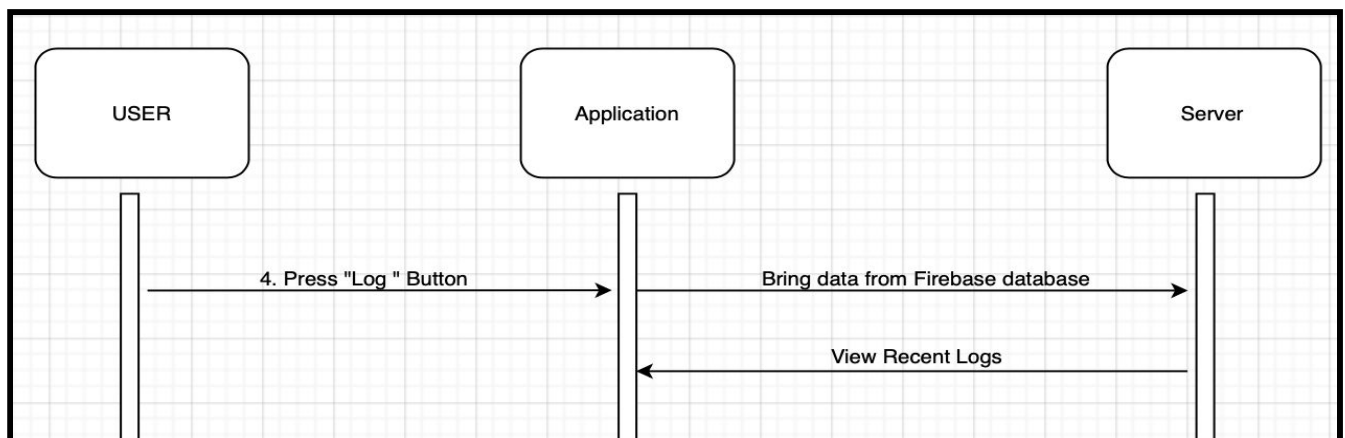 USER
Application
Server
4. Press "Log " Button
Bring data from Firebase database
View Recent Logs